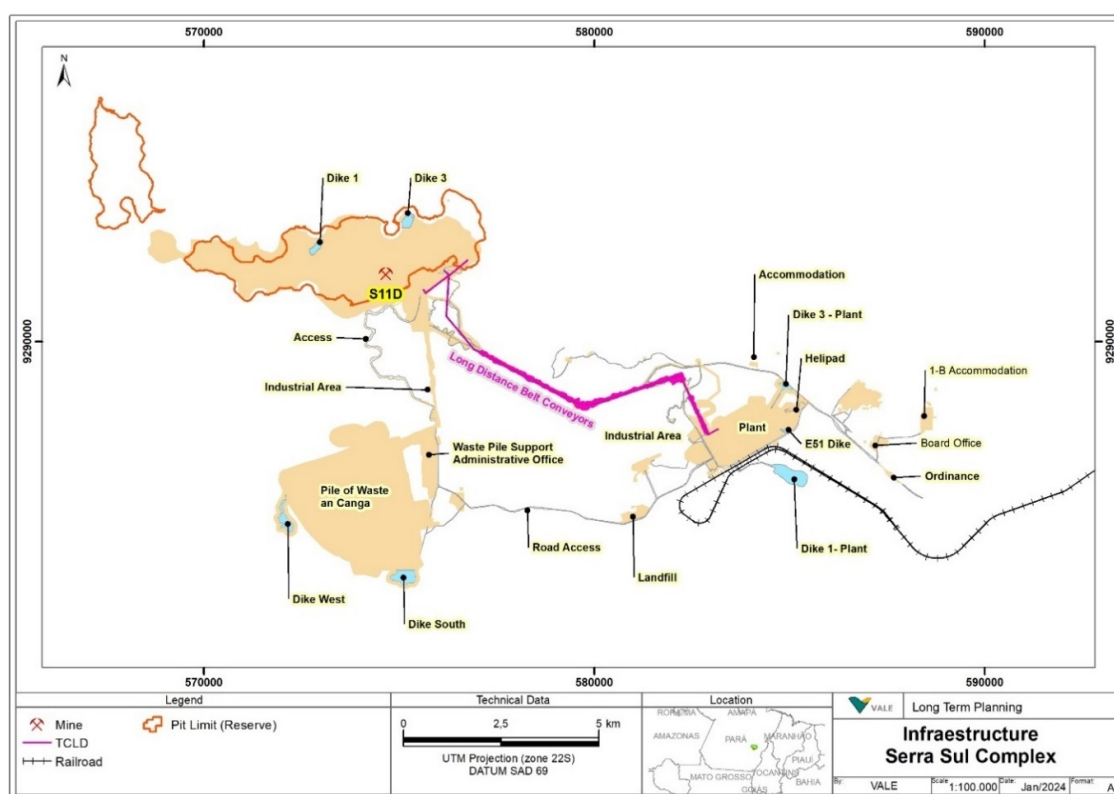 570000
580000
590000
N
Dike 1
Dike 3
S11D
Accommodation
Dike 3 - Plant
9290000
9290000
Access
Helipad
Long Distance Belt Conveyors
1-B Accommodation
Industrial Area
Industrial Area
Plant
E51 Dike
Board Office
Waste Pile Support
Administrative Office
Ordinance
Pile of Waste
an Canga
Road Access
Dike 1- Plant
Landfill
Dike West
Dike South
570000
580000
590000
Legend
Mine
Pit Limit (Reserve)
TCLD
Railroad
Technical Data
0 2,5 5 km
UTM Projection (zone 22S)
DATUM SAD 69
Location
AMAPÁ
AMAZONAS
PARÁ
MARANHÃO
PIAUÍ
MATO GROSSO
TOCANTINS
GOIÁS
BAHIA
VALE
Long Term Planning
Infraestructure
Serra Sul Complex
By: VALE
Scale 1:100.000
Date: Jan/2024
Format: A